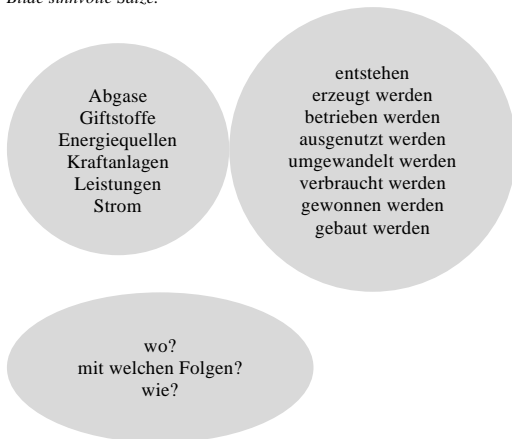 Bilde sinnvolle Sätze.
Abgase
Giftstoffe
Energiequellen
Kraftanlagen
Leistungen
Strom
entstehen
erzeugt werden
betrieben werden
ausgenutzt werden
umgewandelt werden
verbraucht werden
gewonnen werden
gebaut werden
wo?
mit welchen Folgen?
wie?